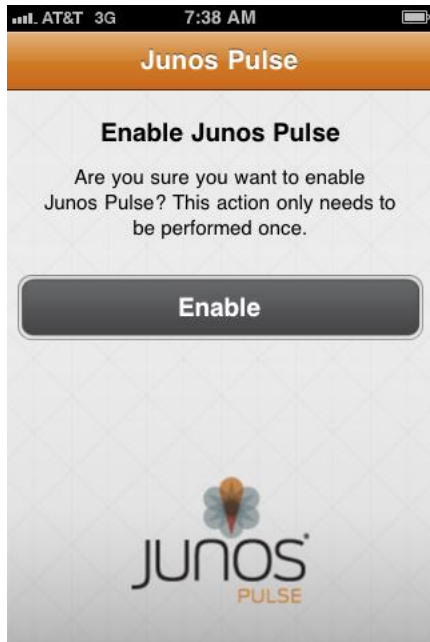 AT&T 3G 7:38 AM
Junos Pulse
Enable Junos Pulse
Are you sure you want to enable
Junos Pulse? This action only needs to
be performed once.
Enable
JUNOS
PULSE